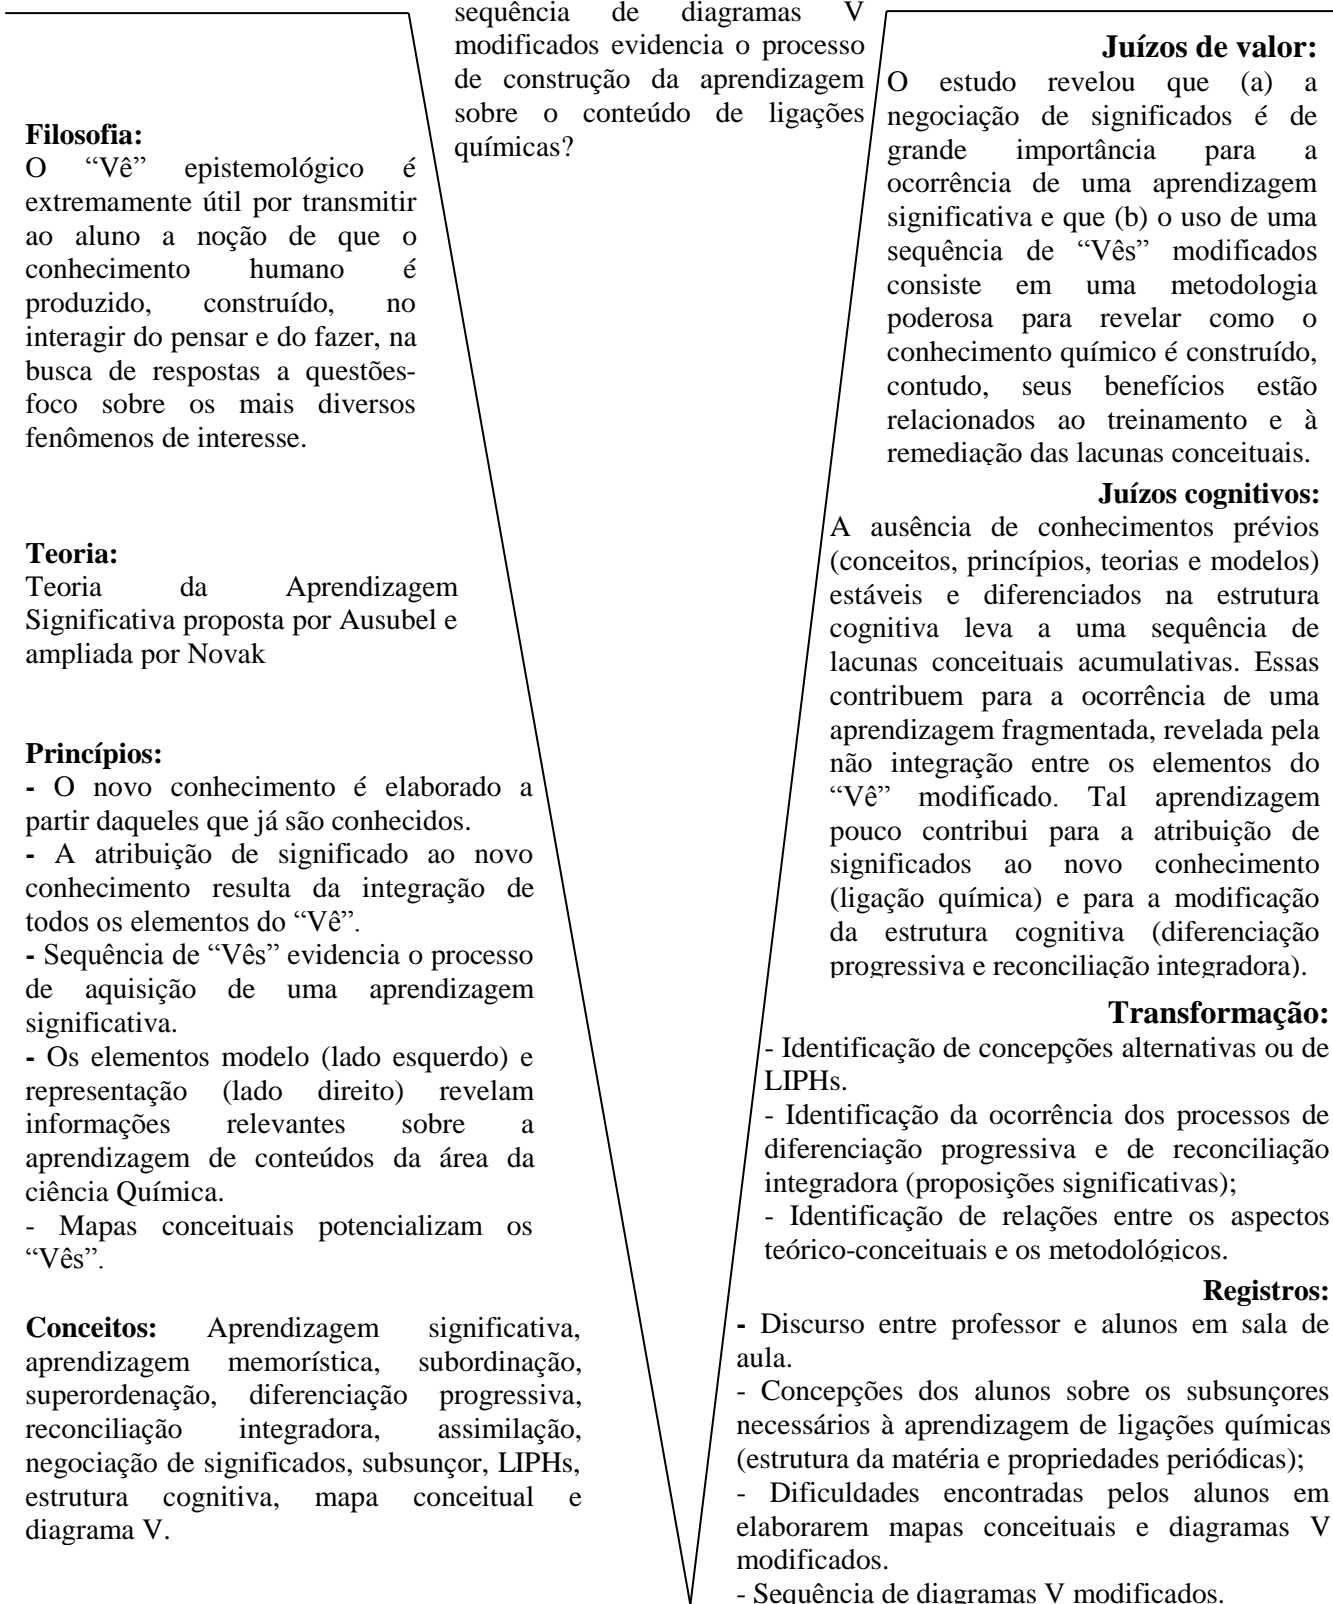 sequência de diagramas V
modificados evidencia o processo
de construção da aprendizagem
sobre o conteúdo de ligações
químicas?
Filosofia:
O “Vê” epistemológico é
extremamente útil por transmitir
ao aluno a noção de que o
conhecimento humano é
produzido, construído, no
interagir do pensar e do fazer, na
busca de respostas a questões-
foco sobre os mais diversos
fenômenos de interesse.
Teoria:
Teoria da Aprendizagem
Significativa proposta por Ausubel e
ampliada por Novak
Princípios:
- O novo conhecimento é elaborado a
partir daqueles que já são conhecidos.
- A atribuição de significado ao novo
conhecimento resulta da integração de
todos os elementos do “Vê”.
- Sequência de “Vês” evidencia o processo
de aquisição de uma aprendizagem
significativa.
- Os elementos modelo (lado esquerdo) e
representação (lado direito) revelam
informações relevantes sobre a
aprendizagem de conteúdos da área da
ciência Química.
- Mapas conceituais potencializam os
“Vês”.
Conceitos: Aprendizagem significativa,
aprendizagem memorística, subordinação,
superordenação, diferenciação progressiva,
reconciliação integradora, assimilação,
negociação de significados, subsunçor, LIPHs,
estrutura cognitiva, mapa conceitual e
diagrama V.
Juízos de valor:
O estudo revelou que (a) a
negociação de significados é de
grande importância para a
ocorrência de uma aprendizagem
significativa e que (b) o uso de uma
sequência de “Vês” modificados
consiste em uma metodologia
poderosa para revelar como o
conhecimento químico é construído,
contudo, seus benefícios estão
relacionados ao treinamento e à
remediação das lacunas conceituais.
Juízos cognitivos:
A ausência de conhecimentos prévios
(conceitos, princípios, teorias e modelos)
estáveis e diferenciados na estrutura
cognitiva leva a uma sequência de
lacunas conceituais acumulativas. Essas
contribuem para a ocorrência de uma
aprendizagem fragmentada, revelada pela
não integração entre os elementos do
“Vê” modificado. Tal aprendizagem
pouco contribui para a atribuição de
significados ao novo conhecimento
(ligação química) e para a modificação
da estrutura cognitiva (diferenciação
progressiva e reconciliação integradora).
Transformação:
- Identificação de concepções alternativas ou de
LIPHs.
- Identificação da ocorrência dos processos de
diferenciação progressiva e de reconciliação
integradora (proposições significativas);
- Identificação de relações entre os aspectos
teórico-conceituais e os metodológicos.
Registros:
- Discurso entre professor e alunos em sala de
aula.
- Concepções dos alunos sobre os subsunçores
necessários à aprendizagem de ligações químicas
(estrutura da matéria e propriedades periódicas);
- Dificuldades encontradas pelos alunos em
elaborarem mapas conceituais e diagramas V
modificados.
- Sequência de diagramas V modificados.